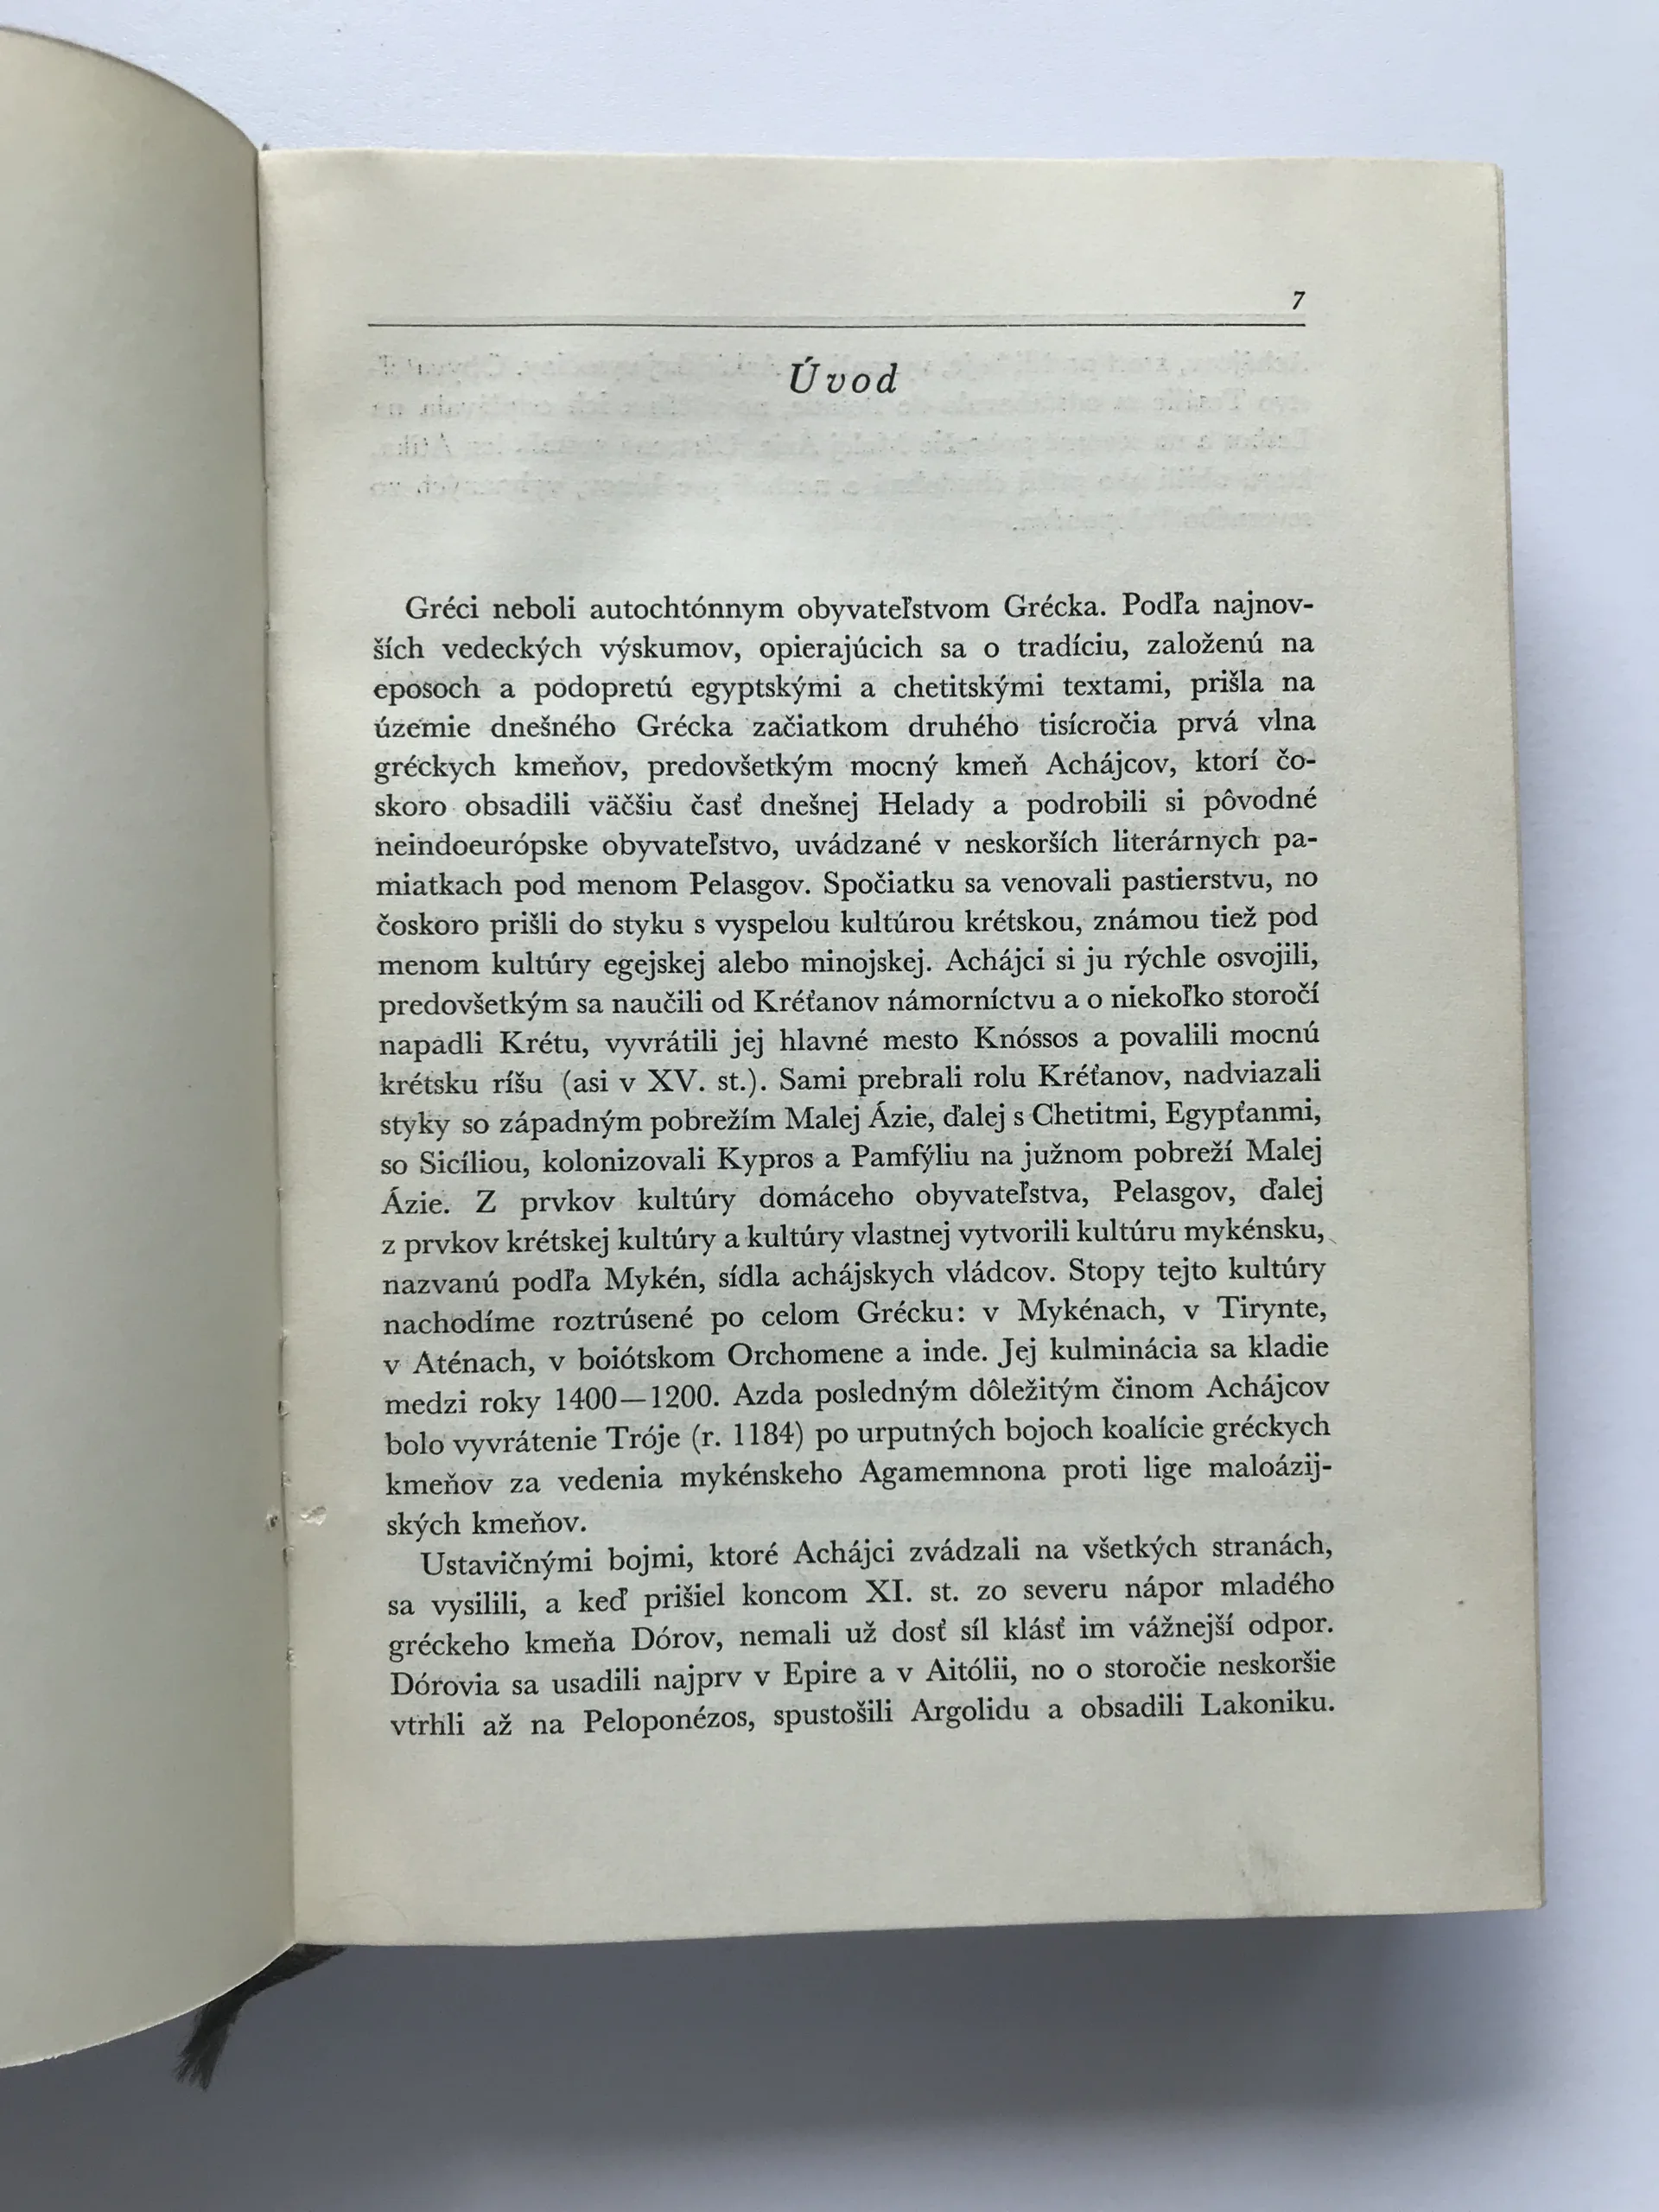 7
Úvod
Gréci neboli autochtónnym obyvateľstvom Grécka. Podľa najnov-
ších vedeckých výskumov, opierajúcich sa o tradíciu, založenú na
eposoch a podopretú egyptskými a chetitskými textami, prišla na
územie dnešného Grécka začiatkom druhého tisícročia prvá vlna
gréckych kmeňov, predovšetkým mocný kmeň Achájcov, ktorí čo-
skoro obsadili väčšiu časť dnešnej Helady a podrobili si pôvodné
neindoeurópske obyvateľstvo, uvádzané v neskorších literárnych pa-
miatkach pod menom Pelasgov. Spočiatku sa venovali pastierstvu, no
čoskoro prišli do styku s vyspelou kultúrou krétskou, známou tiež pod
menom kultúry egejskej alebo minojskej. Achájci si ju rýchle osvojili,
predovšetkým sa naučili od Kréťanov námorníctvu a o niekoľko storočí
napadli Krétu, vyvrátili jej hlavné mesto Knóssos a povalili mocnú
krétsku ríšu (asi v XV. st.). Sami prebrali rolu Kréťanov, nadviazali
styky so západným pobrežím Malej Ázie, ďalej s Chetitmi, Egypťanmi,
so Sicíliou, kolonizovali Kypros a Pamfýliu na južnom pobreží Malej
Ázie. Z prvkov kultúry domáceho obyvateľstva, Pelasgov, ďalej
z prvkov krétskej kultúry a kultúry vlastnej vytvorili kultúru mykénsku,
nazvanú podľa Mykén, sídla achájskych vládcov. Stopy tejto kultúry
nachodíme roztrúsené po celom Grécku: v Mykénach, v Tirynte,
v Aténach, v boiótskom Orchomene a inde. Jej kulminácia sa kladie
medzi roky 1400—1200. Azda posledným dôležitým činom Achájcov
bolo vyvrátenie Tróje (r. 1184) po urputných bojoch koalície gréckych
kmeňov za vedenia mykénskeho Agamemnona proti lige maloázij-
ských kmeňov.
Ustavičnými bojmi, ktoré Achájci zvádzali na všetkých stranách,
sa vysilili, a keď prišiel koncom XI. st. zo severu nápor mladého
gréckeho kmeňa Dórov, nemali už dosť síl klásť im vážnejší odpor.
Dórovia sa usadili najprv v Epire a v Aitólii, no o storočie neskoršie
vtrhli až na Peloponézos, spustošili Argolidu a obsadili Lakoniku.